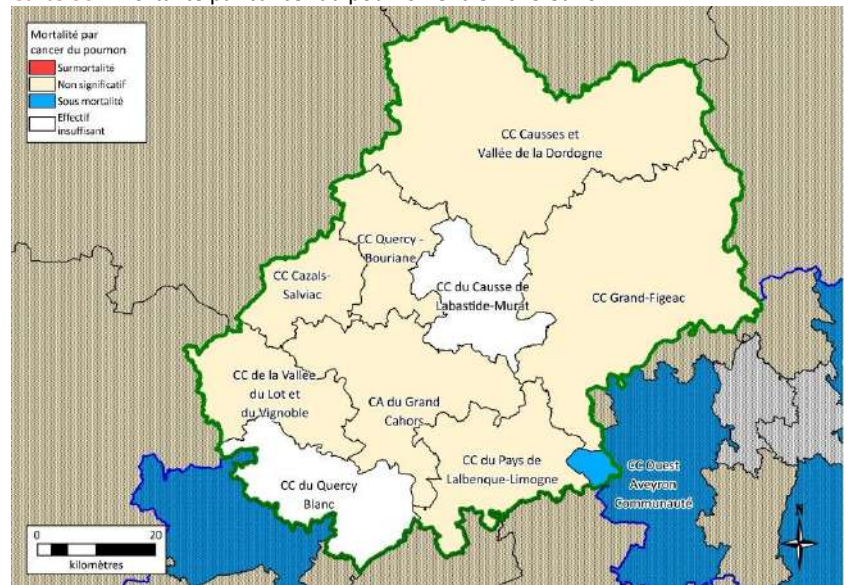 Mortalité par
cancer du poumon
Surmortalité
Non significatif
Sous mortalité
Effectif
insuffisant
CC Causses et
Vallée de la Dordogne
CC Quercy -
Bouriane
CC Cazals-
Salviac
CC du Causse de
Labastide-Murat
CC Grand-Figeac
CC de la Vallée
du Lot et
du Vignoble
CA du Grand
Cahors
CC du Pays de
Lalbenque-Limogne
CC Ouest
Aveyron
Communauté
CC du Quercy
Blanc
N
0 20
kilomètres